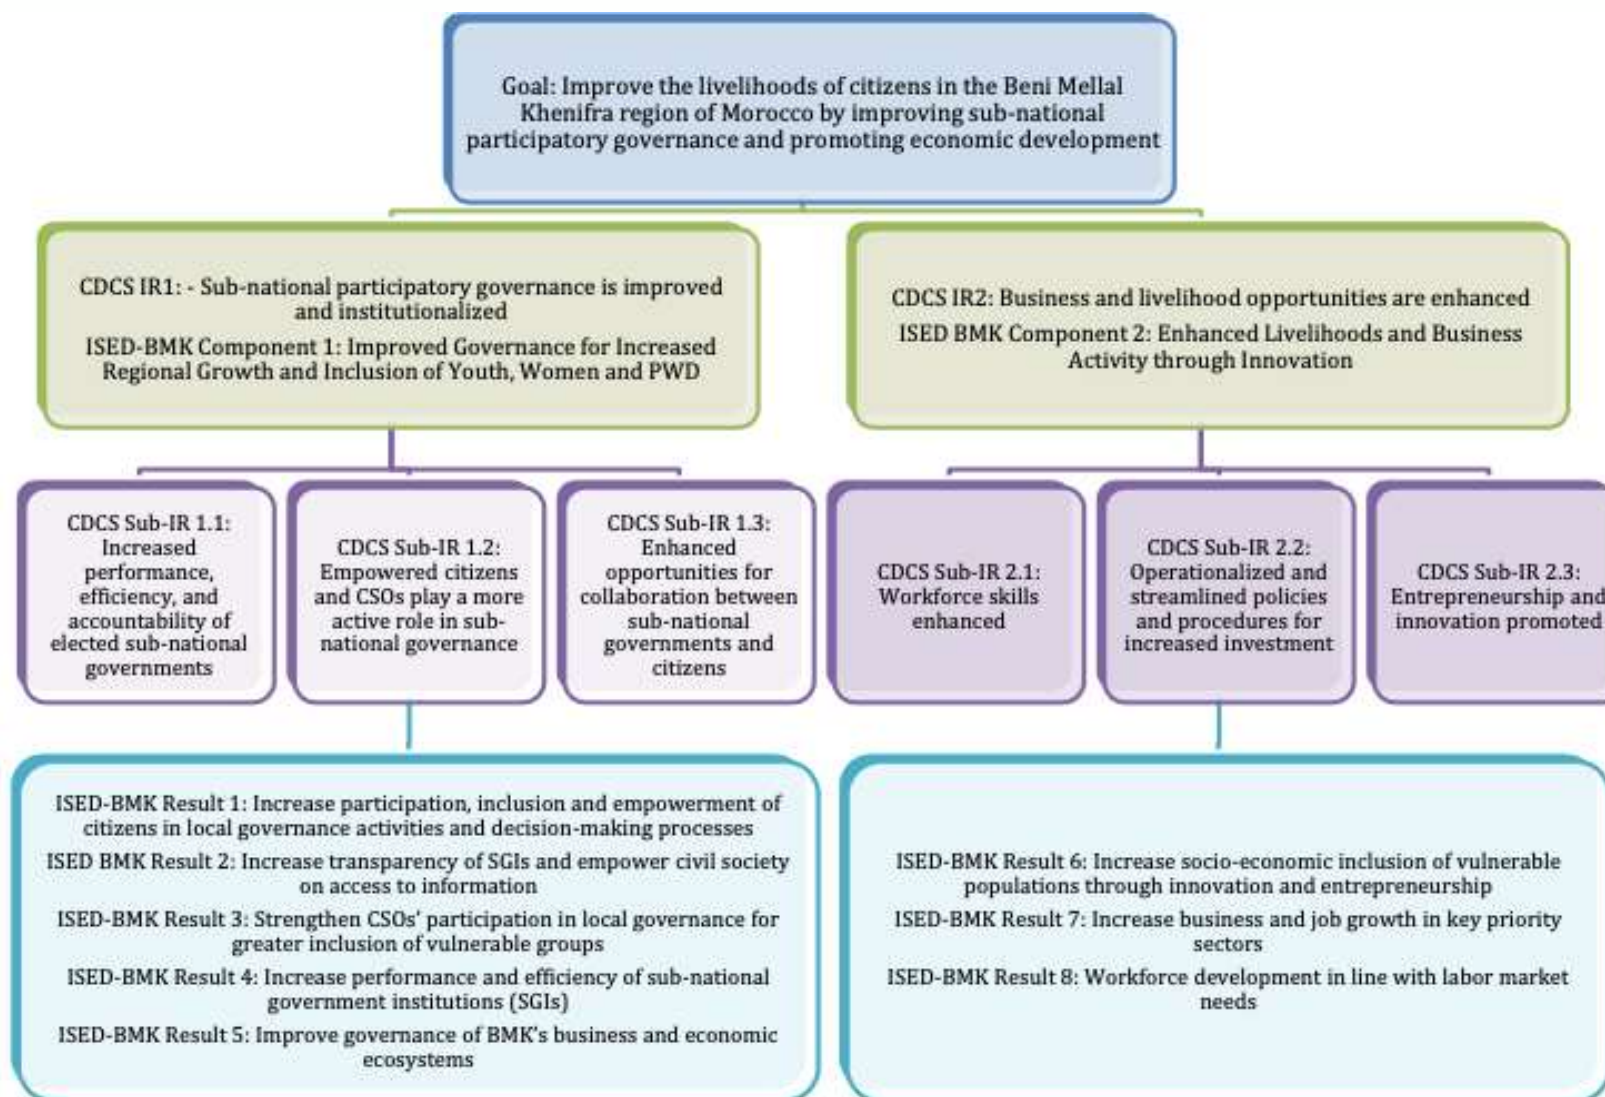 Goal: Improve the livelihoods of citizens in the Beni Mellal
Khenifra region of Morocco by improving sub-national
participatory governance and promoting economic development
CDCS IR1: - Sub-national participatory governance is improved
and institutionalized
ISED-BMK Component 1: Improved Governance for Increased
Regional Growth and Inclusion of Youth, Women and PWD
CDCS IR2: Business and livelihood opportunities are enhanced
ISED BMK Component 2: Enhanced Livelihoods and Business
Activity through Innovation
CDCS Sub-IR 1.1:
Increased
performance,
efficiency, and
accountability of
elected sub-national
governments
CDCS Sub-IR 1.2:
Empowered citizens
and CSOs play a more
active role in sub-
national governance
CDCS Sub-IR 1.3:
Enhanced
opportunities for
collaboration between
sub-national
governments and
citizens
CDCS Sub-IR 2.1:
Workforce skills
enhanced
CDCS Sub-IR 2.2:
Operationalized and
streamlined policies
and procedures for
increased investment
CDCS Sub-IR 2.3:
Entrepreneurship and
innovation promoted
ISED-BMK Result 1: Increase participation, inclusion and empowerment of
citizens in local governance activities and decision-making processes
ISED BMK Result 2: Increase transparency of SGIs and empower civil society
on access to information
ISED-BMK Result 3: Strengthen CSOs' participation in local governance for
greater inclusion of vulnerable groups
ISED-BMK Result 4: Increase performance and efficiency of sub-national
government institutions (SGIs)
ISED-BMK Result 5: Improve governance of BMK's business and economic
ecosystems
ISED-BMK Result 6: Increase socio-economic inclusion of vulnerable
populations through innovation and entrepreneurship
ISED-BMK Result 7: Increase business and job growth in key priority
sectors
ISED-BMK Result 8: Workforce development in line with labor market
needs